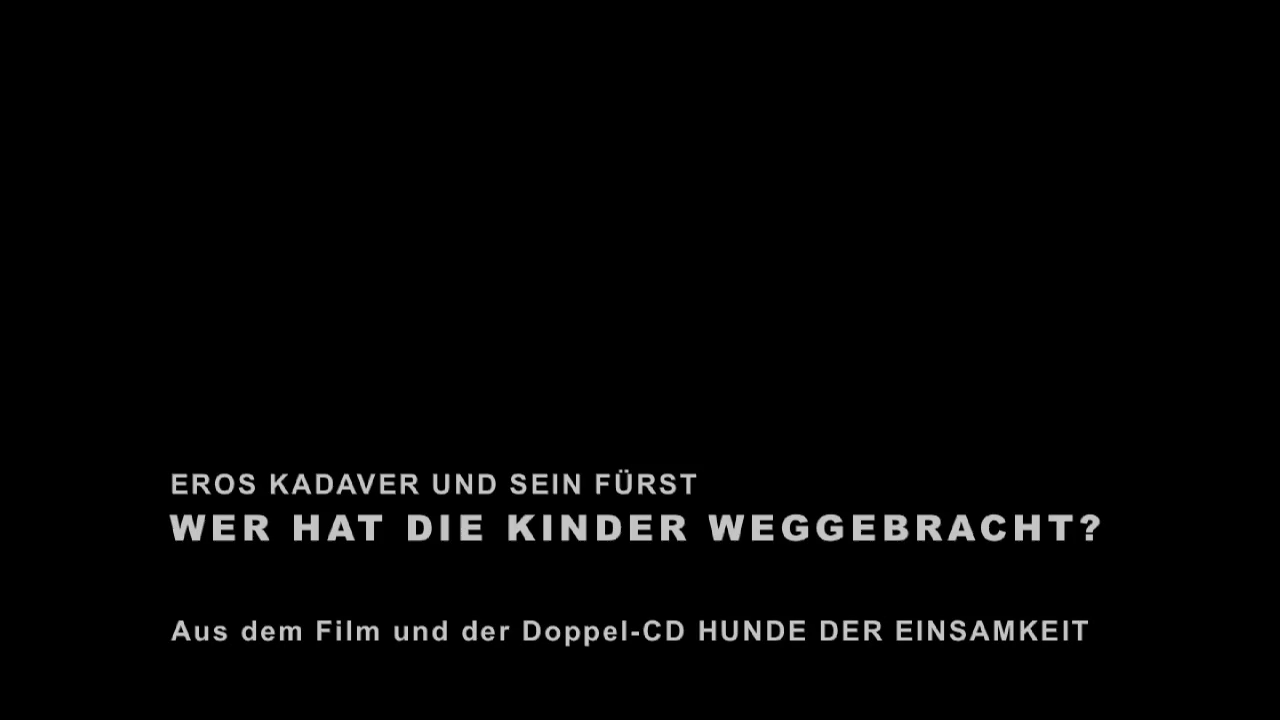 EROS KADAVER UND SEIN FÜRST
WER HAT DIE KINDER WEGGEBRACHT?
Aus dem Film und der Doppel-CD HUNDE DER EINSAMKEIT